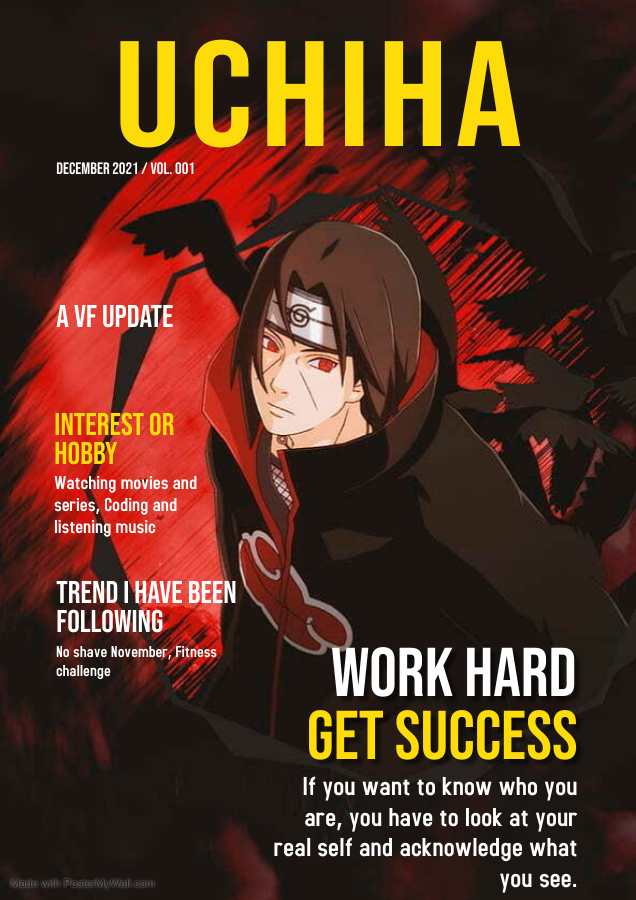 UCHIHA
DECEMBER 2021 / VOL. 001
A VF UPDATE
INTEREST OR
HOBBY
Watching movies and
series, Coding and
listening music
TREND I HAVE BEEN
FOLLOWING
No shave November, Fitness
challenge
WORK HARD
GET SUCCESS
If you want to know who you
are, you have to look at your
real self and acknowledge what
you see.
Made with PosterMyWall.com